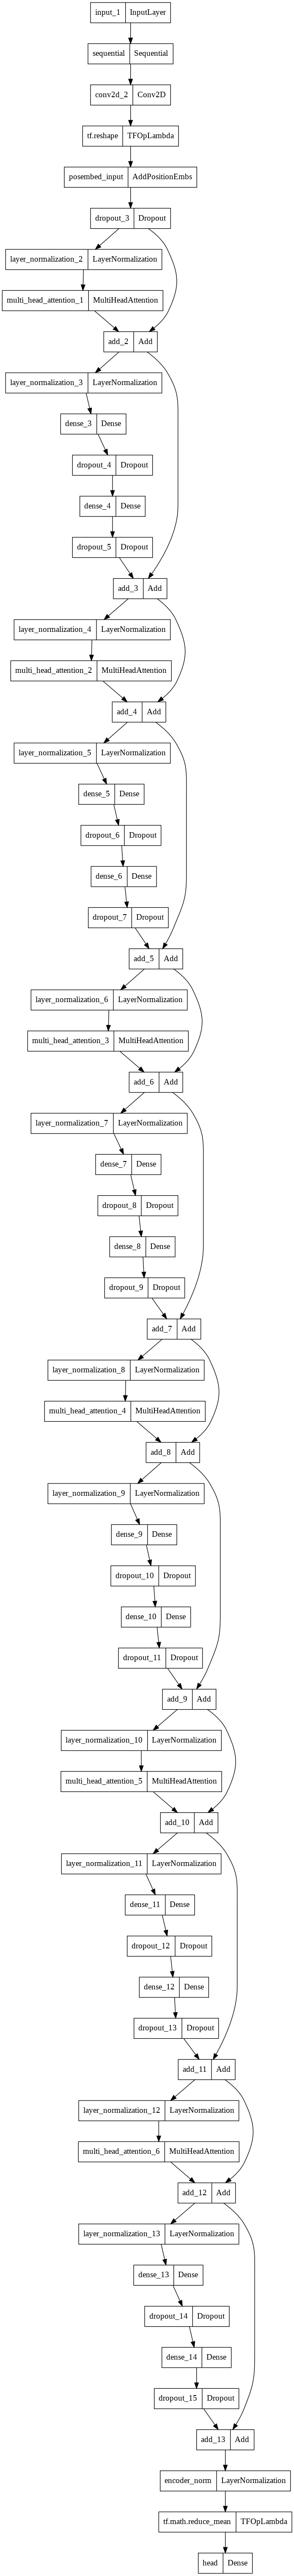 input_1 InputLayer
sequential Sequential
conv2d_2 Conv2D
tf.reshape TFOpLambda
posembed_input AddPositionEmbs
dropout_3 Dropout
layer_normalization_2 LayerNormalization
multi_head_attention_1 MultiHeadAttention
add_2 Add
layer_normalization_3 LayerNormalization
dense_3 Dense
dropout_4 Dropout
dense_4 Dense
dropout_5 Dropout
add_3 Add
layer_normalization_4 LayerNormalization
multi_head_attention_2 MultiHeadAttention
add_4 Add
layer_normalization_5 LayerNormalization
dense_5 Dense
dropout_6 Dropout
dense_6 Dense
dropout_7 Dropout
add_5 Add
layer_normalization_6 LayerNormalization
multi_head_attention_3 MultiHeadAttention
add_6 Add
layer_normalization_7 LayerNormalization
dense_7 Dense
dropout_8 Dropout
dense_8 Dense
dropout_9 Dropout
add_7 Add
layer_normalization_8 LayerNormalization
multi_head_attention_4 MultiHeadAttention
add_8 Add
layer_normalization_9 LayerNormalization
dense_9 Dense
dropout_10 Dropout
dense_10 Dense
dropout_11 Dropout
add_9 Add
layer_normalization_10 LayerNormalization
multi_head_attention_5 MultiHeadAttention
add_10 Add
layer_normalization_11 LayerNormalization
dense_11 Dense
dropout_12 Dropout
dense_12 Dense
dropout_13 Dropout
add_11 Add
layer_normalization_12 LayerNormalization
multi_head_attention_6 MultiHeadAttention
add_12 Add
layer_normalization_13 LayerNormalization
dense_13 Dense
dropout_14 Dropout
dense_14 Dense
dropout_15 Dropout
add_13 Add
encoder_norm LayerNormalization
tf.math.reduce_mean TFOpLambda
head Dense